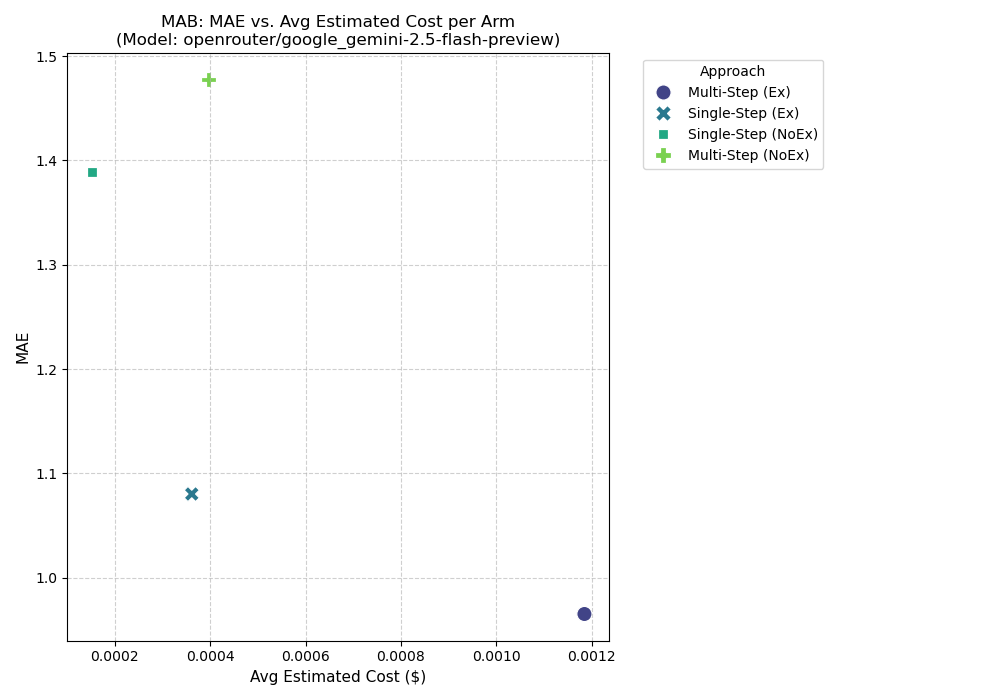 MAB: MAE vs. Avg Estimated Cost per Arm
(Model: openrouter/google_gemini-2.5-flash-preview)
Approach
Multi-Step (Ex)
Single-Step (Ex)
Single-Step (NoEx)
Multi-Step (NoEx)
MAE
1.5
1.4
1.3
1.2
1.1
1.0
0.0002 0.0004 0.0006 0.0008 0.0010 0.0012
Avg Estimated Cost ($)